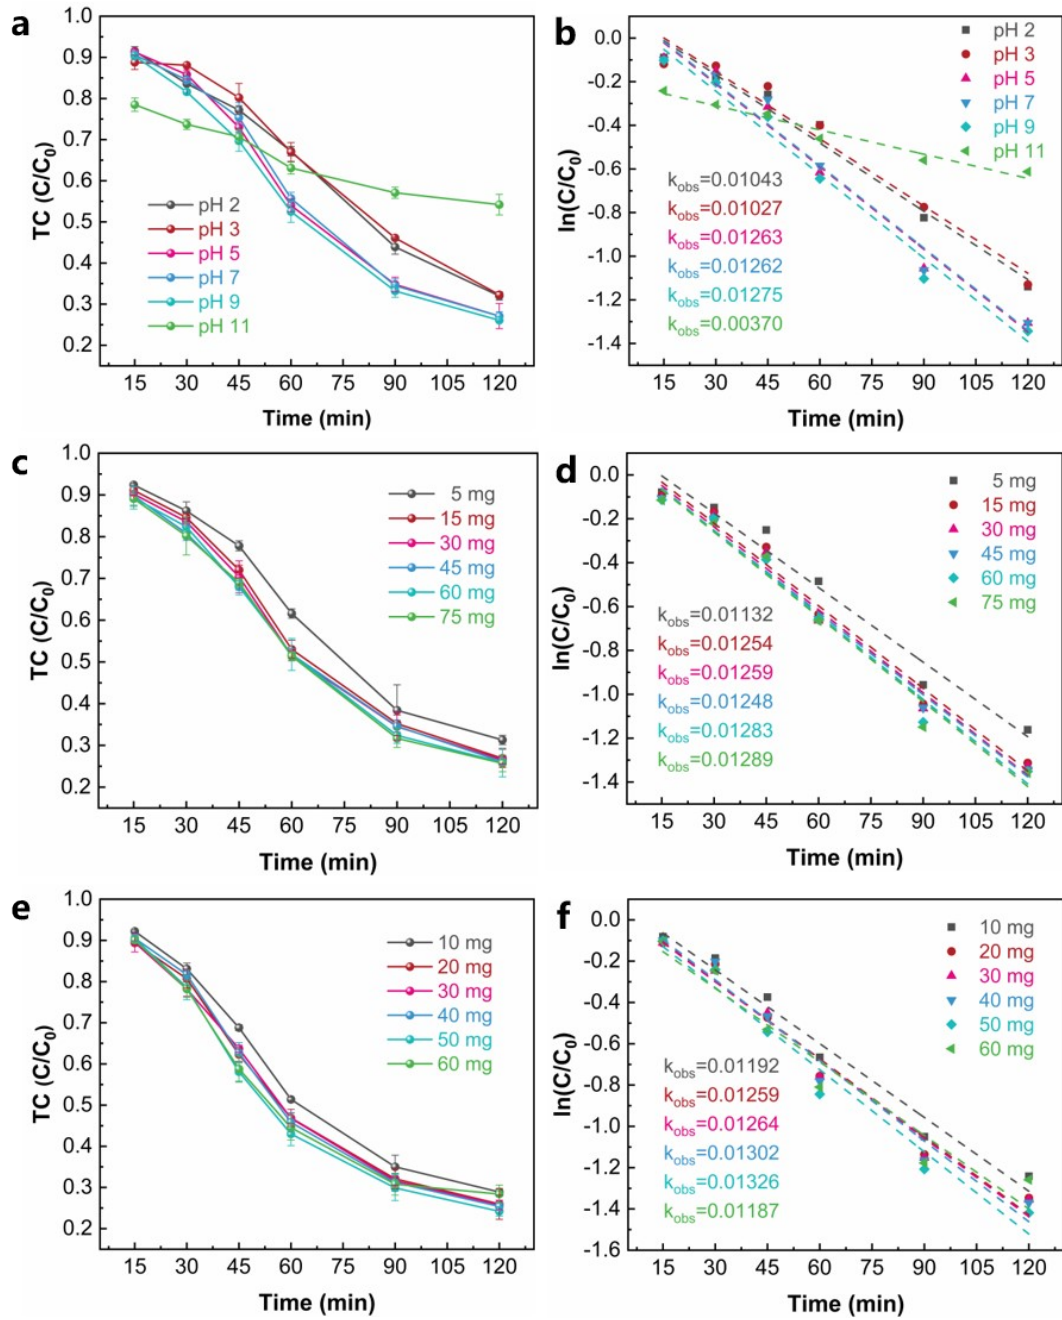 a
TC (C/C₀)
1.0
0.9
0.8
0.7
0.6
0.5
0.4
0.3
0.2
pH 2
pH 3
pH 5
pH 7
pH 9
pH 11
15 30 45 60 75 90 105 120
Time (min)
b
ln(C/C₀)
0.0
-0.2
-0.4
-0.6
-0.8
-1.0
-1.2
-1.4
pH 2
pH 3
pH 5
pH 7
pH 9
pH 11
kobs=0.01043
kobs=0.01027
kobs=0.01263
kobs=0.01262
kobs=0.01275
kobs=0.00370
15 30 45 60 75 90 105 120
Time (min)
c
TC (C/C₀)
1.0
0.9
0.8
0.7
0.6
0.5
0.4
0.3
0.2
5 mg
15 mg
30 mg
45 mg
60 mg
75 mg
15 30 45 60 75 90 105 120
Time (min)
d
ln(C/C₀)
0.0
-0.2
-0.4
-0.6
-0.8
-1.0
-1.2
-1.4
5 mg
15 mg
30 mg
45 mg
60 mg
75 mg
kobs=0.01132
kobs=0.01254
kobs=0.01259
kobs=0.01248
kobs=0.01283
kobs=0.01289
15 30 45 60 75 90 105 120
Time (min)
e
TC (C/C₀)
1.0
0.9
0.8
0.7
0.6
0.5
0.4
0.3
0.2
10 mg
20 mg
30 mg
40 mg
50 mg
60 mg
15 30 45 60 75 90 105 120
Time (min)
f
ln(C/C₀)
0.0
-0.2
-0.4
-0.6
-0.8
-1.0
-1.2
-1.4
-1.6
10 mg
20 mg
30 mg
40 mg
50 mg
60 mg
kobs=0.01192
kobs=0.01259
kobs=0.01264
kobs=0.01302
kobs=0.01326
kobs=0.01187
15 30 45 60 75 90 105 120
Time (min)